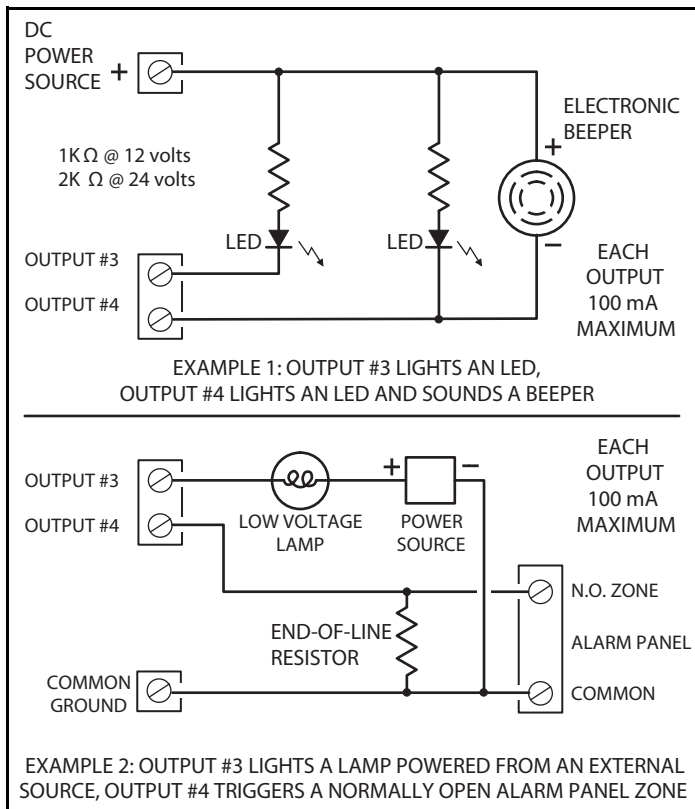 DC
POWER
SOURCE +
ELECTRONIC
BEEPER
+
1K Ω @ 12 volts
2K Ω @ 24 volts
LED
LED
–
OUTPUT #3
OUTPUT #4
EACH
OUTPUT
100 mA
MAXIMUM
EXAMPLE 1: OUTPUT #3 LIGHTS AN LED,
OUTPUT #4 LIGHTS AN LED AND SOUNDS A BEEPER
EACH
OUTPUT
100 mA
MAXIMUM
OUTPUT #3
+ –
OUTPUT #4
LOW VOLTAGE
LAMP
POWER
SOURCE
N.O. ZONE
END-OF-LINE
RESISTOR
ALARM PANEL
COMMON
GROUND
COMMON
EXAMPLE 2: OUTPUT #3 LIGHTS A LAMP POWERED FROM AN EXTERNAL
SOURCE, OUTPUT #4 TRIGGERS A NORMALLY OPEN ALARM PANEL ZONE